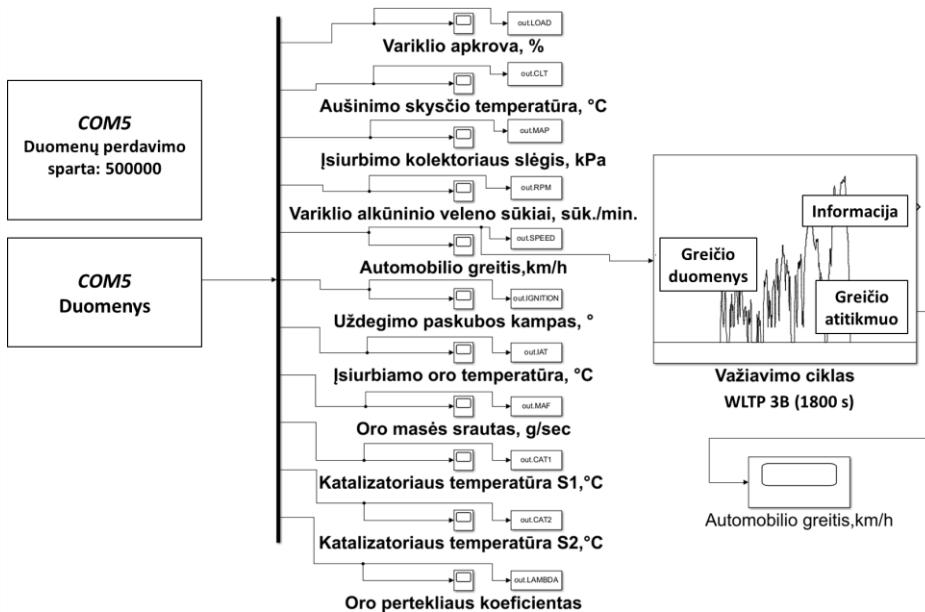 COM5
Duomenų perdavimo
sparta: 500000
COM5
Duomenys
out.LOAD
Variklio apkrova, %
out.CLT
Aušinimo skysčio temperatūra, °C
out.MAP
Įsiurbimo kolektoriaus slėgis, kPa
out.RPM
Variklio alkūninio veleno sūkiai, sūk./min.
out.SPEED
Automobilio greitis,km/h
out.IGNITION
Uždegimo paskubos kampas, °
out.IAT
Įsiurbiamo oro temperatūra, °C
out.MAF
Oro masės srautas, g/sec
out.CAT1
Katalizatoriaus temperatūra S1,°C
out.CAT2
Katalizatoriaus temperatūra S2,°C
out.LAMBDA
Oro pertekliaus koeficientas
Greičio
duomenys
Informacija
Greičio
atitikmuo
Važiavimo ciklas
WLTP 3B (1800 s)
Automobilio greitis,km/h